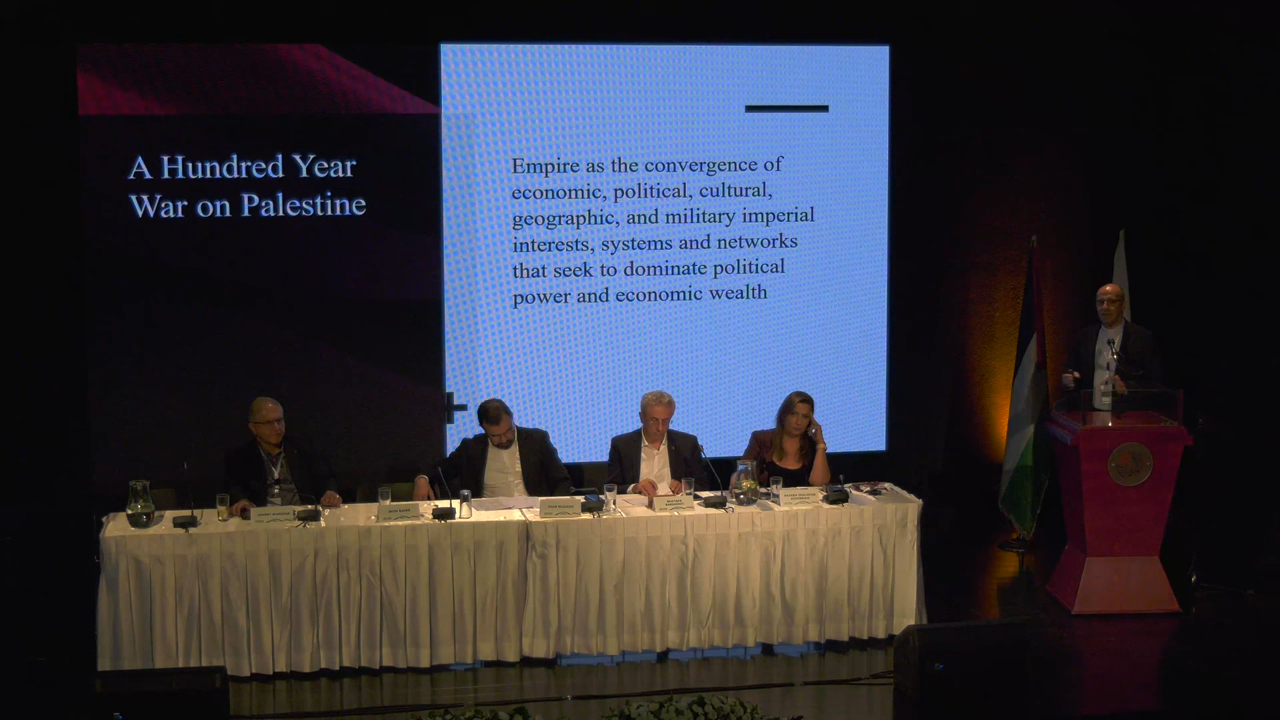 A Hundred Year
War on Palestine
Empire as the convergence of
economic, political, cultural,
geographic, and military imperial
interests, systems and networks
that seek to dominate political
power and economic wealth